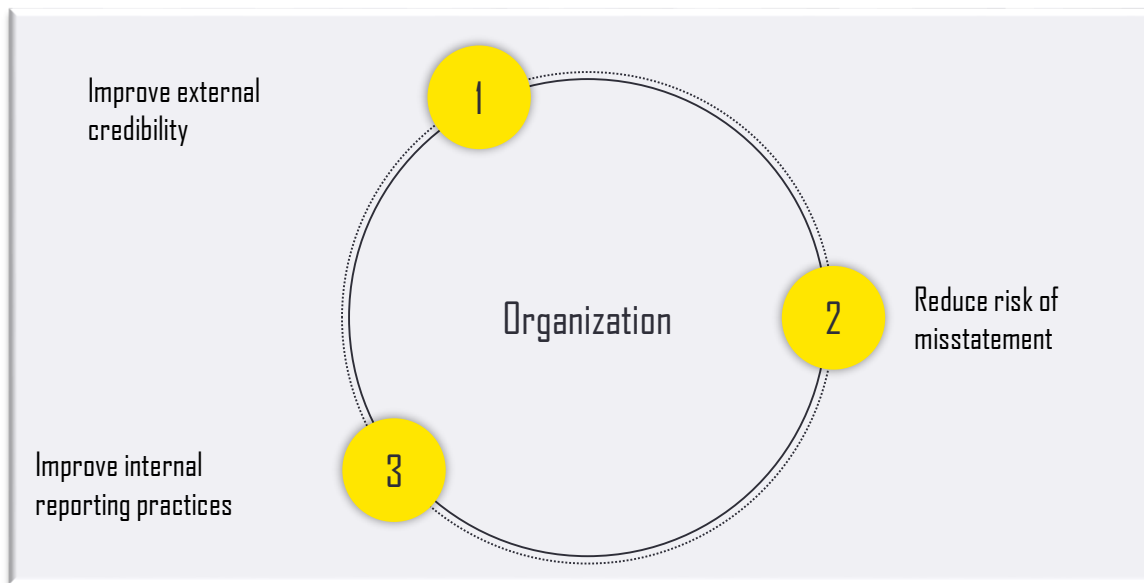 Improve external
credibility
1
Organization
2
Reduce risk of
misstatement
Improve internal
reporting practices
3